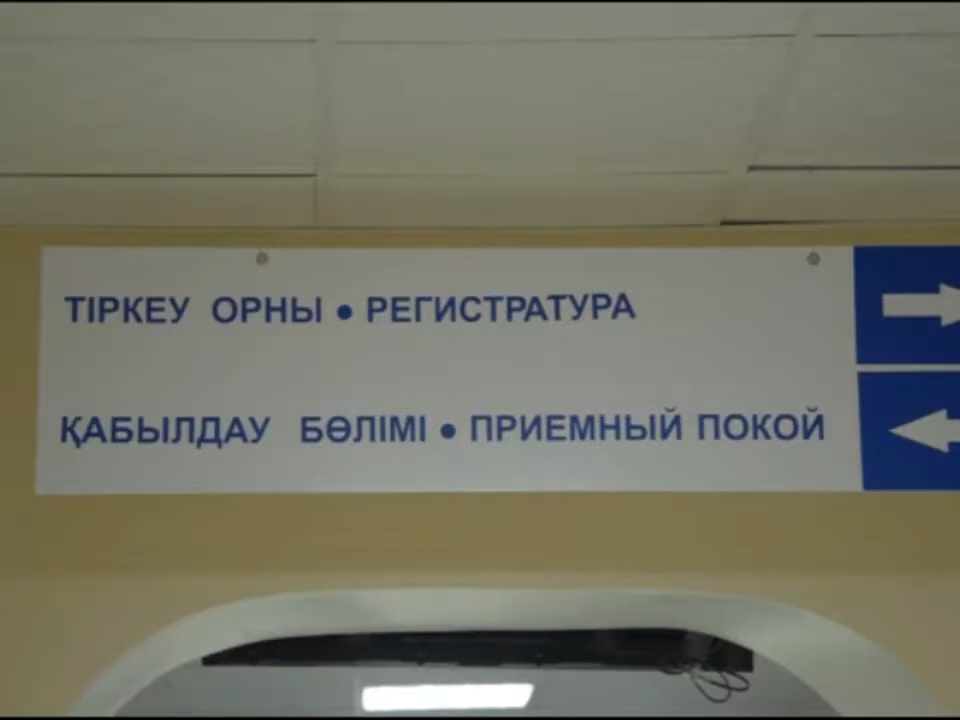 ТІРКЕУ ОРНЫ • РЕГИСТРАТУРА
ҚАБЫЛДАУ БӨЛІМІ • ПРИЕМНЫЙ ПОКОЙ